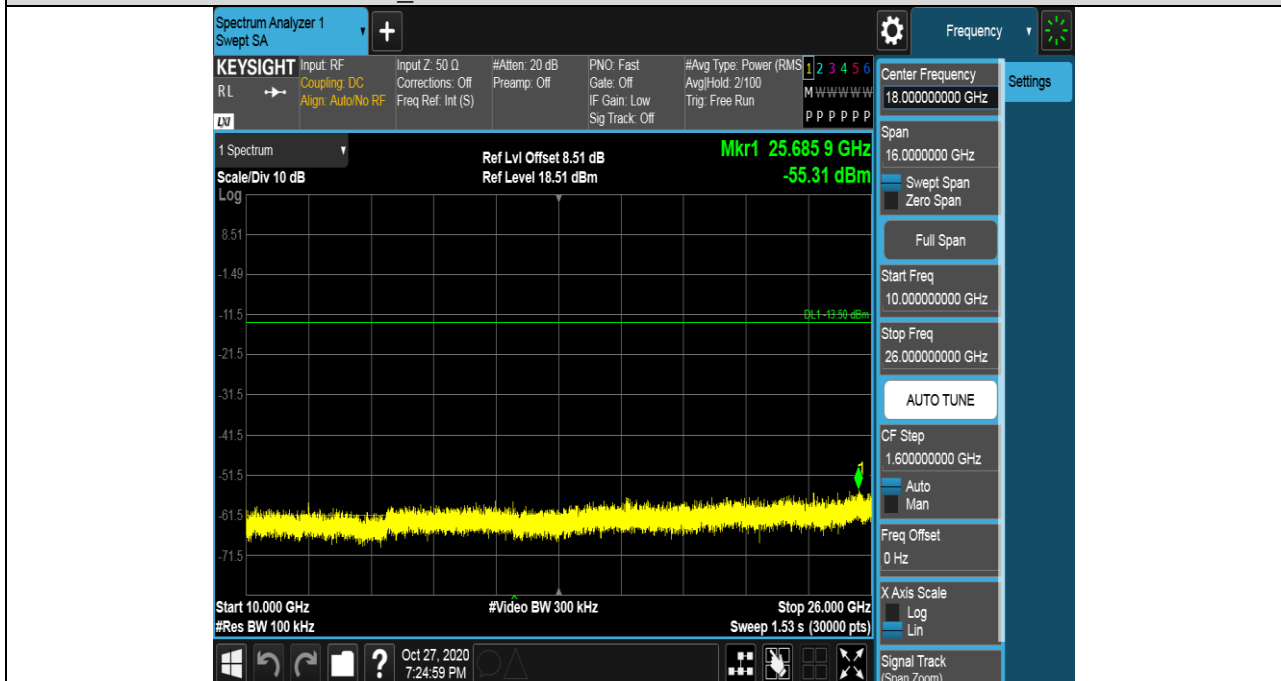 Spectrum Analyzer 1
Swept SA
Frequency
KEYSIGHT
RL
LXI
Input: RF
Coupling: DC
Align: Auto/No RF
Input Z: 50 Ω
Corrections: Off
Freq Ref: Int (S)
#Atten: 20 dB
Preamp: Off
PNO: Fast
Gate: Off
IF Gain: Low
Sig Track: Off
#Avg Type: Power (RMS
Avg|Hold: 2/100
Trig: Free Run
1 2 3 4 5 6
M W W W W W
P P P P P P
1 Spectrum
Scale/Div 10 dB
Ref Lvl Offset 8.51 dB
Ref Level 18.51 dBm
Mkr1 25.685 9 GHz
-55.31 dBm
Log
8.51
-1.49
-11.5
DL1 -13.50 dBm
-21.5
-31.5
-41.5
-51.5
1
-61.5
-71.5
Start 10.000 GHz
#Video BW 300 kHz
Stop 26.000 GHz
#Res BW 100 kHz
Sweep 1.53 s (30000 pts)
?
Oct 27, 2020
7:24:59 PM
Center Frequency
18.000000000 GHz
Settings
Span
16.0000000 GHz
Swept Span
Zero Span
Full Span
Start Freq
10.000000000 GHz
Stop Freq
26.000000000 GHz
AUTO TUNE
CF Step
1.600000000 GHz
Auto
Man
Freq Offset
0 Hz
X Axis Scale
Log
Lin
Signal Track
(Span Zoom)